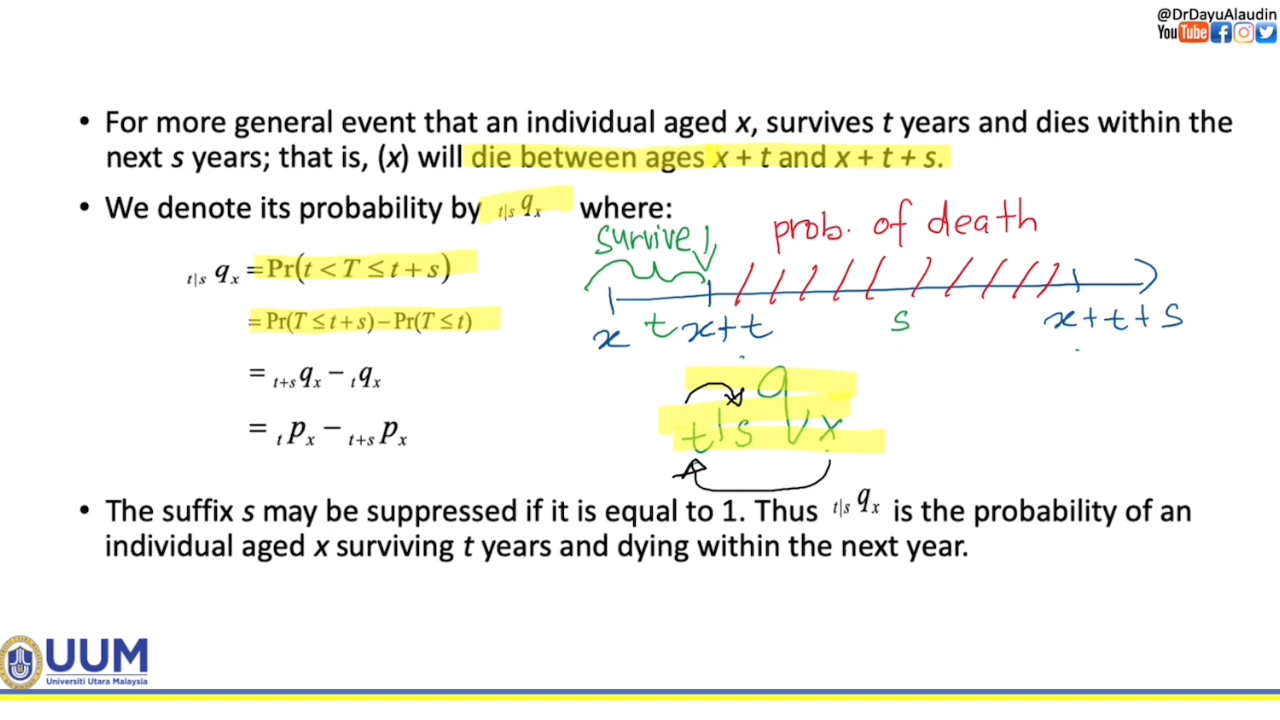 @DrDayuAlaudin
YouTube
• For more general event that an individual aged x, survives t years and dies within the
next s years; that is, (x) will die between ages x + t and x + t + s.
• We denote its probability by t|s qx where:
t|s qx = Pr(t < T ≤ t + s)
= Pr(T ≤ t + s) − Pr(T ≤ t)
= t+s qx − t qx
= t px − t+s px
survive
prob. of death
x t x+t s x+t+s
t|s qx
• The suffix s may be suppressed if it is equal to 1. Thus t|s qx is the probability of an
individual aged x surviving t years and dying within the next year.
UUM
Universiti Utara Malaysia